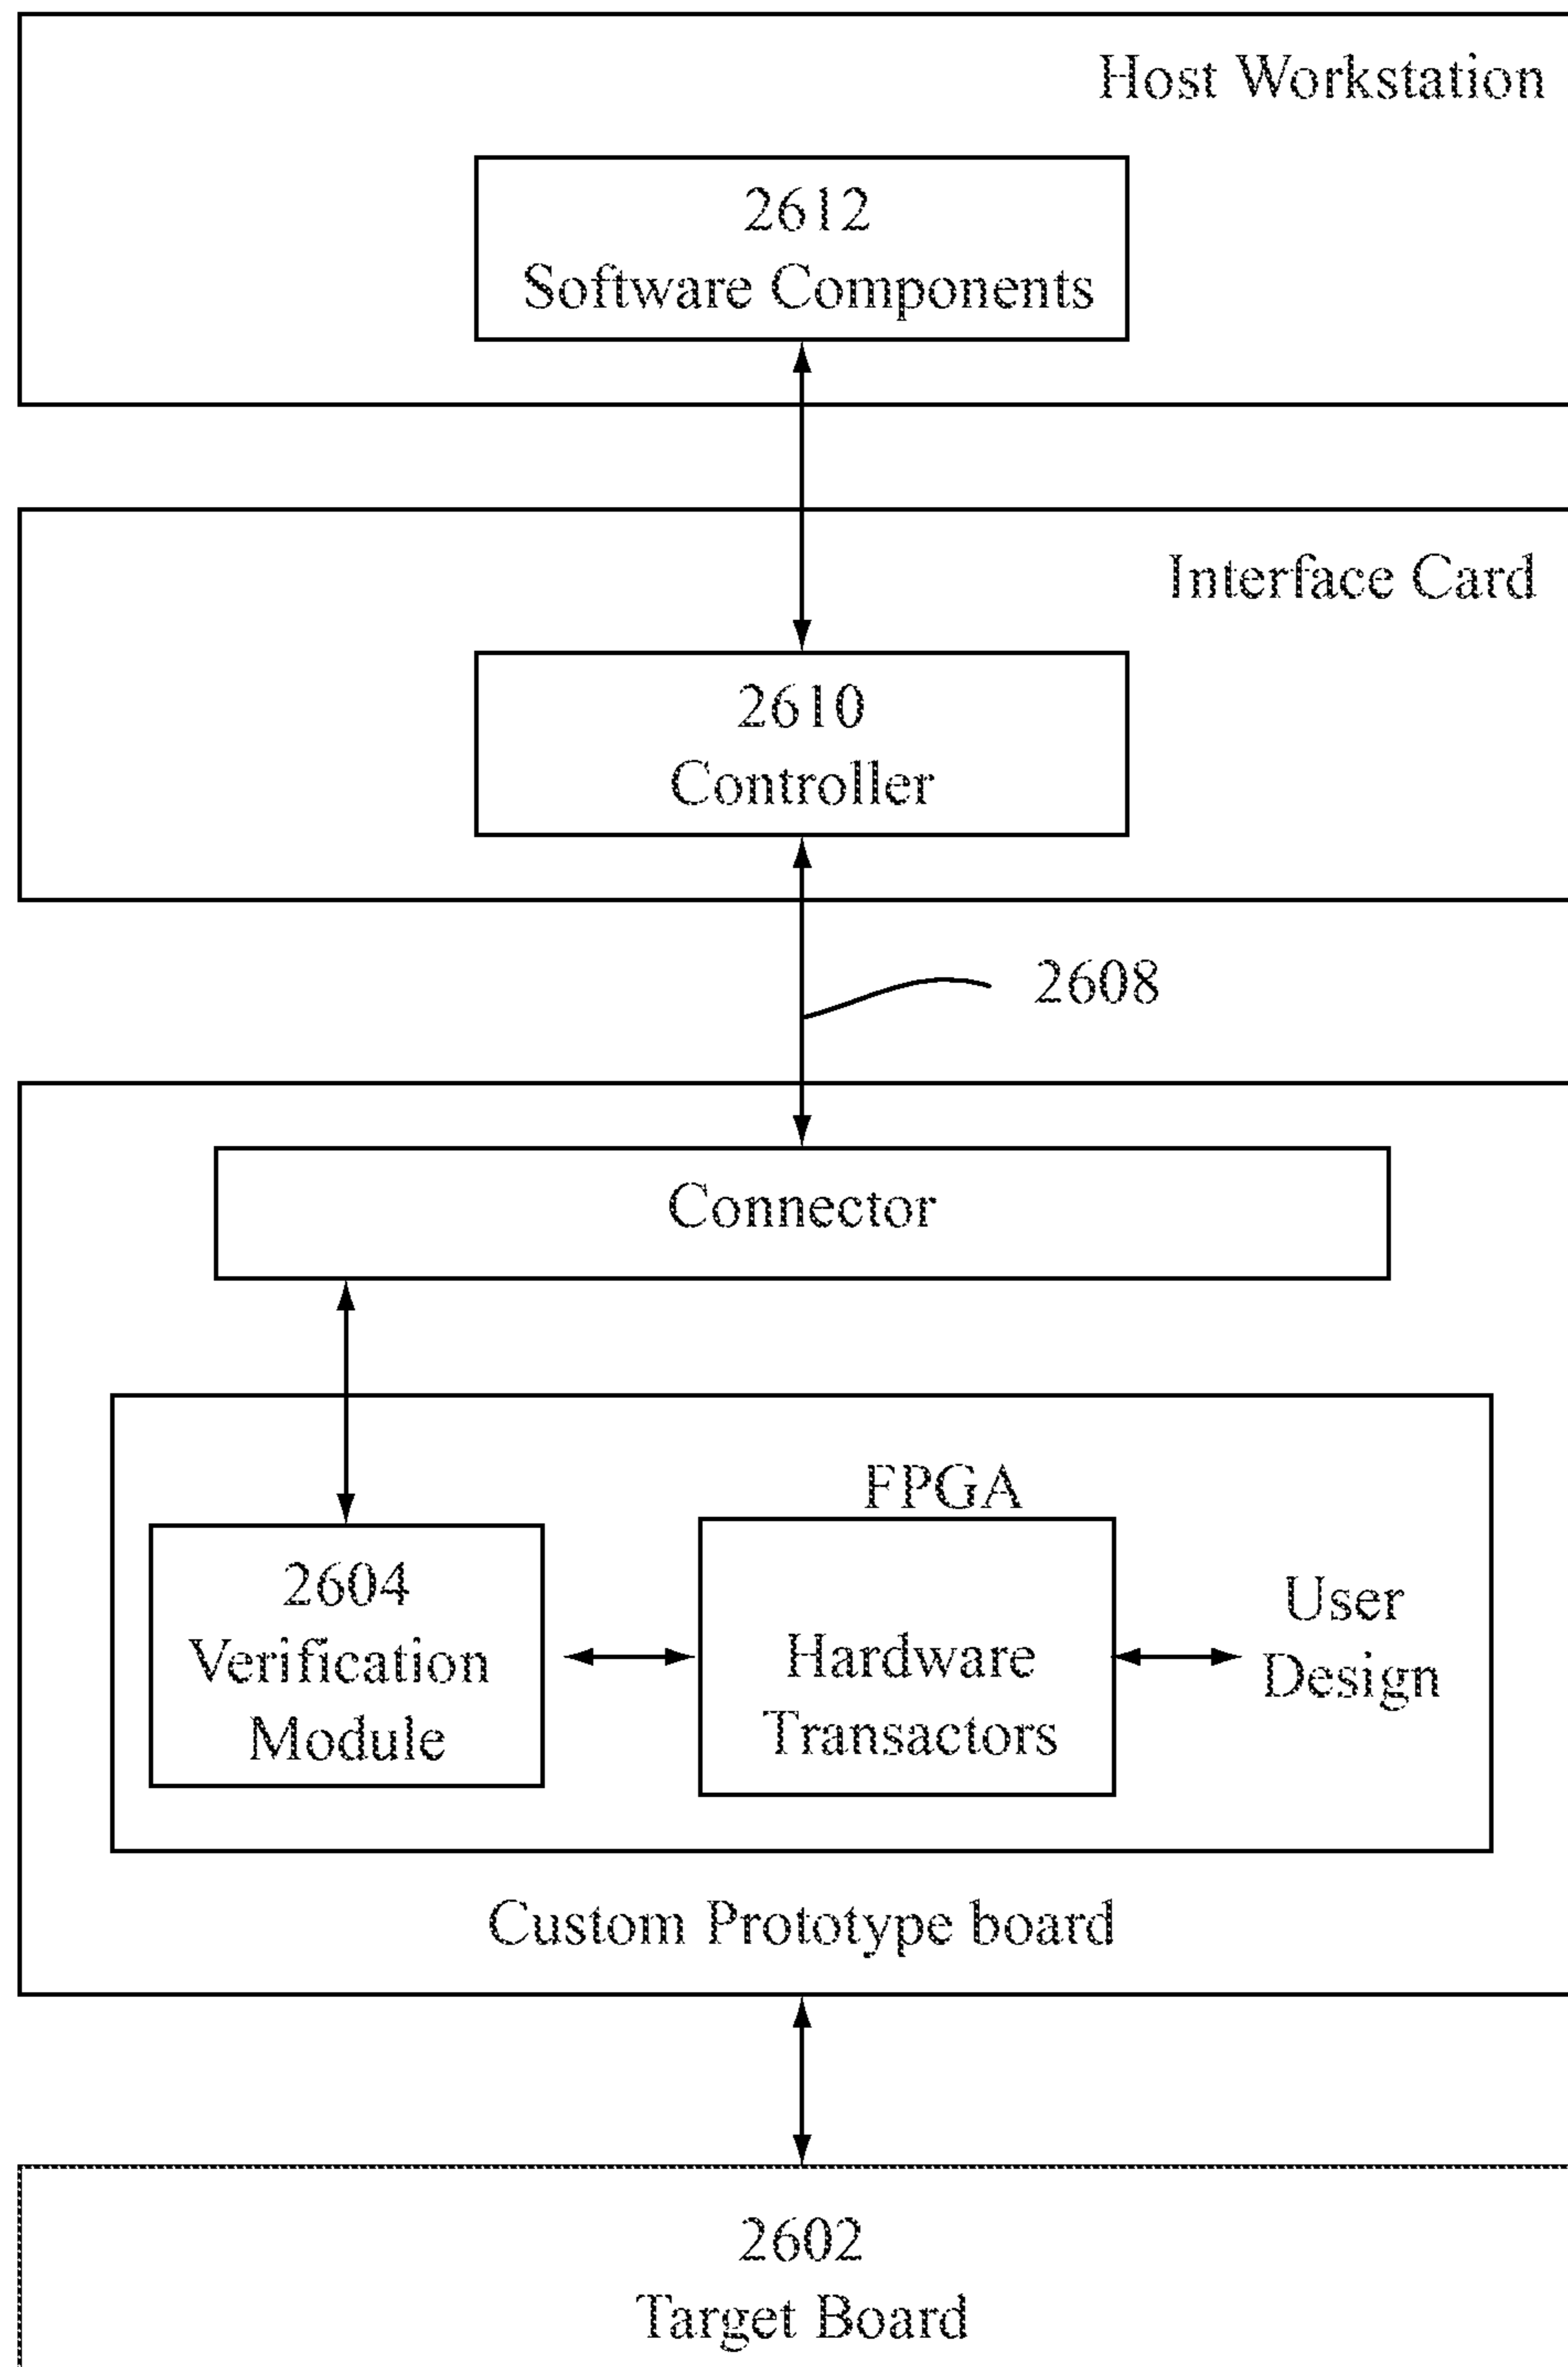 Host Workstation
2612
Software Components
Interface Card
2610
Controller
2608
Connector
FPGA
2604
Verification
Module
Hardware
Transactors
User
Design
Custom Prototype board
2602
Target Board